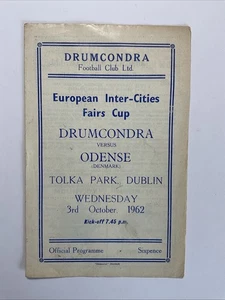 DRUMCONDRA
Football Club Ltd.
European Inter-Cities
Fairs Cup
DRUMCONDRA
VERSUS
ODENSE
(DENMARK)
TOLKA PARK, DUBLIN
WEDNESDAY
3rd October, 1962
Kick-off 7.45 p.m.
Official Programme • Sixpence